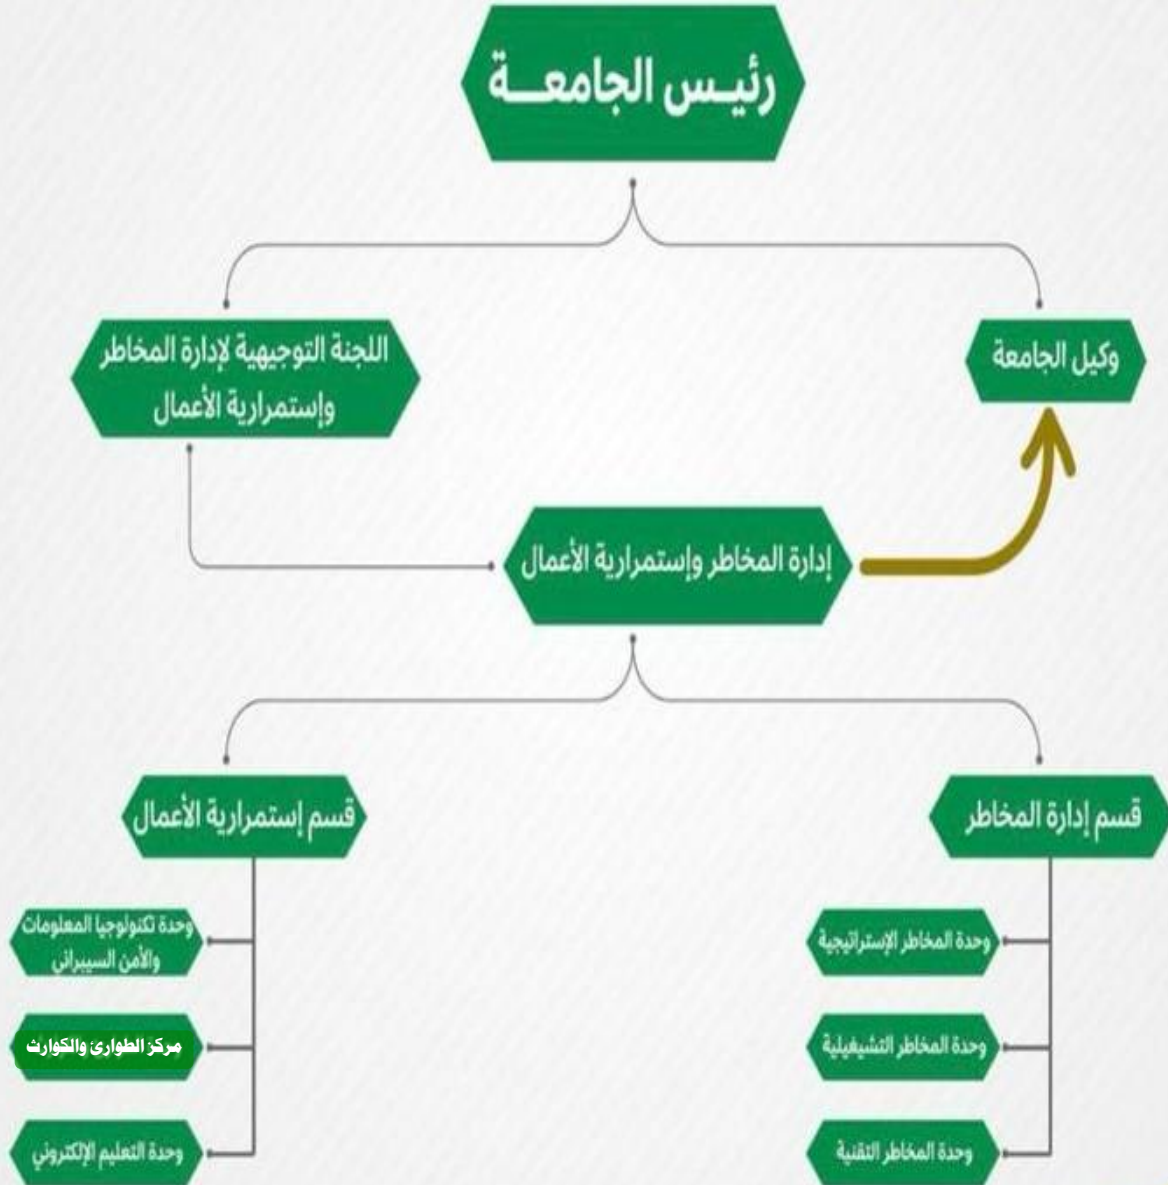 رئيس الجامعة
وكيل الجامعة
اللجنة التوجيهية لإدارة المخاطر
وإستمرارية الأعمال
إدارة المخاطر وإستمرارية الأعمال
قسم إدارة المخاطر
وحدة المخاطر الإستراتيجية
وحدة المخاطر التشيغيلية
وحدة المخاطر التقنية
قسم إستمرارية الأعمال
وحدة تكنولوجيا المعلومات
والأمن السيبراني
مركز الطوارئ والكوارث
وحدة التعليم الإلكتروني